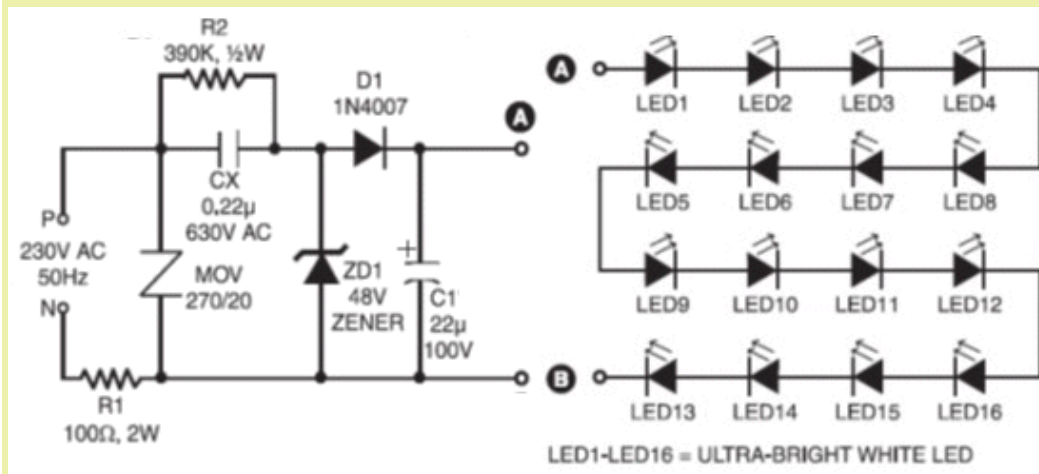 R2
390K, ½W
D1
1N4007
A
CX
0.22µ
630V AC
P
230V AC
50Hz
N
MOV
270/20
ZD1
48V
ZENER
+
C1
22µ
100V
R1
100Ω, 2W
A
LED1 LED2 LED3 LED4
LED5 LED6 LED7 LED8
LED9 LED10 LED11 LED12
B
LED13 LED14 LED15 LED16
LED1-LED16 = ULTRA-BRIGHT WHITE LED